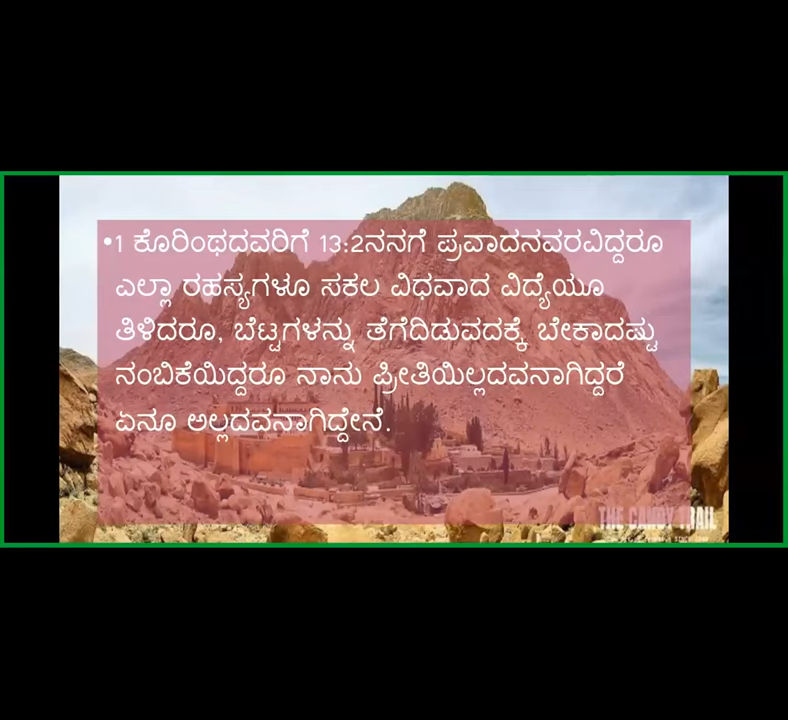 •1 ಕೊರಿಂಥದವರಿಗೆ 13:2ನನಗೆ ಪ್ರವಾದನವರವಿದ್ದರೂ
ಎಲ್ಲಾ ರಹಸ್ಯಗಳೂ ಸಕಲ ವಿಧವಾದ ವಿದ್ಯೆಯೂ
ತಿಳಿದರೂ, ಬೆಟ್ಟಗಳನ್ನು ತೆಗೆದಿಡುವದಕ್ಕೆ ಬೇಕಾದಷ್ಟು
ನಂಬಿಕೆಯಿದ್ದರೂ ನಾನು ಪ್ರೀತಿಯಿಲ್ಲದವನಾಗಿದ್ದರೆ
ಏನೂ ಅಲ್ಲದವನಾಗಿದ್ದೇನೆ.
THE CANDY TRAIL